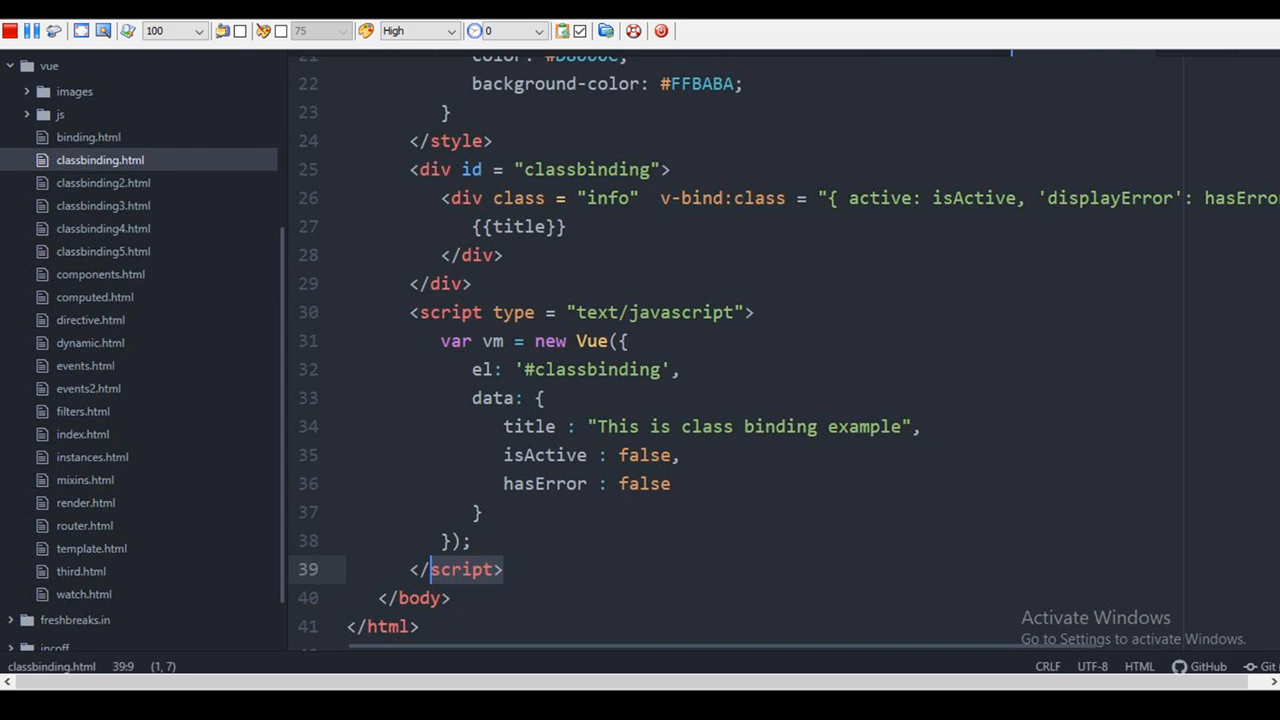 100 75 High 0
vue
images
js
binding.html
classbinding.html
classbinding2.html
classbinding3.html
classbinding4.html
classbinding5.html
components.html
computed.html
directive.html
dynamic.html
events.html
events2.html
filters.html
index.html
instances.html
mixins.html
render.html
router.html
template.html
third.html
watch.html
freshbreaks.in
incoff
21 color:
22 background-color: #FFBABA;
23 }
24 </style>
25 <div id = "classbinding">
26 <div class = "info" v-bind:class = "{ active: isActive, 'displayError': hasErro
27 {{title}}
28 </div>
29 </div>
30 <script type = "text/javascript">
31 var vm = new Vue({
32 el: '#classbinding',
33 data: {
34 title : "This is class binding example",
35 isActive : false,
36 hasError : false
37 }
38 });
39 </script>
40 </body>
41 </html>
Activate Windows
Go to Settings to activate Windows.
classbinding.html 39:9 (1, 7) CRLF UTF-8 HTML GitHub Git